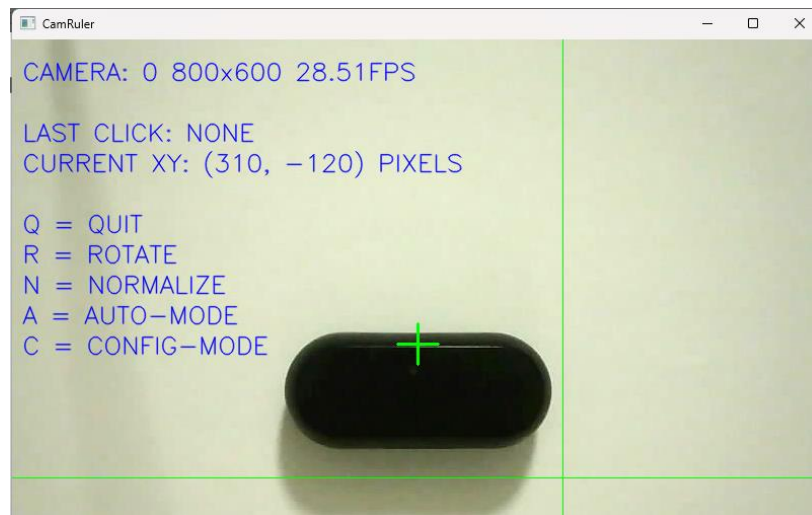 CamRuler
CAMERA: 0 800x600 28.51FPS
LAST CLICK: NONE
CURRENT XY: (310, −120) PIXELS
Q = QUIT
R = ROTATE
N = NORMALIZE
A = AUTO−MODE
C = CONFIG−MODE